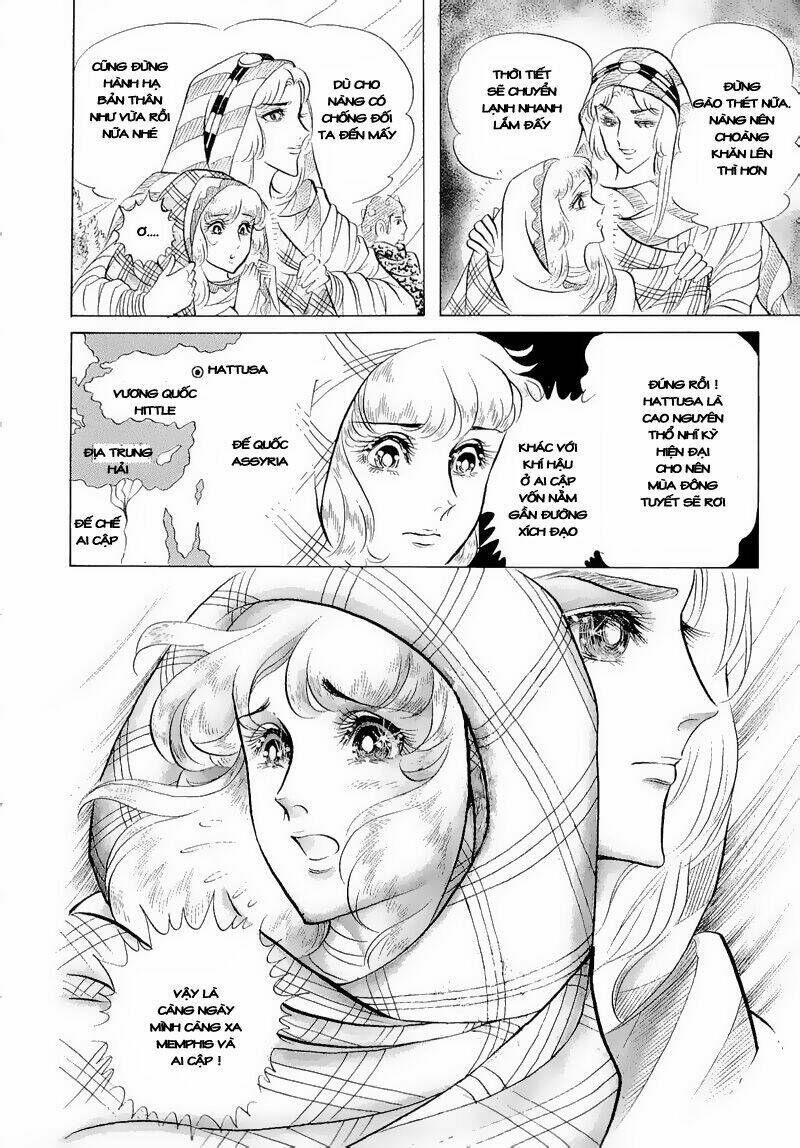 ĐỪNG
GÀO THÉT NỮA.
NÀNG NÊN
CHOÀNG
KHĂN LÊN
THÌ HƠN
THỜI TIẾT
SẼ CHUYỂN
LẠNH NHANH
LẮM ĐẤY
DÙ CHO
NÀNG CÓ
CHỐNG ĐỐI
TA ĐẾN MẤY
CŨNG ĐỪNG
HÀNH HẠ
BẢN THÂN
NHƯ VỪA RỒI
NỮA NHÉ
Ơ....
ĐÚNG RỒI !
HATTUSA LÀ
CAO NGUYÊN
THỔ NHĨ KỲ
HIỆN ĐẠI
CHO NÊN
MÙA ĐÔNG
TUYẾT SẼ RƠI
KHÁC VỚI
KHÍ HẬU
Ở AI CẬP
VỐN NẰM
GẦN ĐƯỜNG
XÍCH ĐẠO
HATTUSA
VƯƠNG QUỐC
HITTLE
ĐẾ QUỐC
ASSYRIA
ĐỊA TRUNG
HẢI
ĐẾ CHẾ
AI CẬP
VẬY LÀ
CÀNG NGÀY
MÌNH CÀNG XA
MEMPHIS VÀ
AI CẬP !